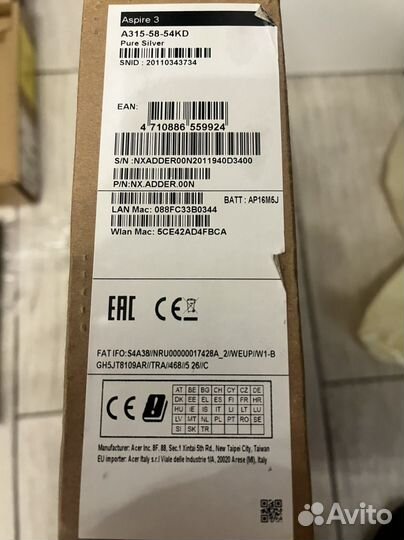 Aspire 3
A315-58-54KD
Pure Silver
SNID : 20110343734
EAN:
4 710886 559924
S/N :NXADDER00N2011940D3400
P/N:NX.ADDER.00N
BATT : AP16M5J
LAN Mac: 088FC33B0344
Wlan Mac: 5CE42AD4FBCA
EAC CE
FAT IFO:S4A38//NRU00000017428A_2//WEUP//W1-B
GH5JT8109AR//TRA//468//5 26//C
CE
AT BE BG CH CY CZ DE
DK EE EL ES FI FR HR
HU IE IS IT LI LT LU
LV MT NL PL PT RO SE
SI SK TR
Manufacturer: Acer Inc. 8F. 88, Sec.1 Xintai 5th Rd., New Taipei City, Taiwan
EU importer: Acer Italy s.r.l Viale delle Industrie 1/A, 20020 Arese (MI), Italy
Avito